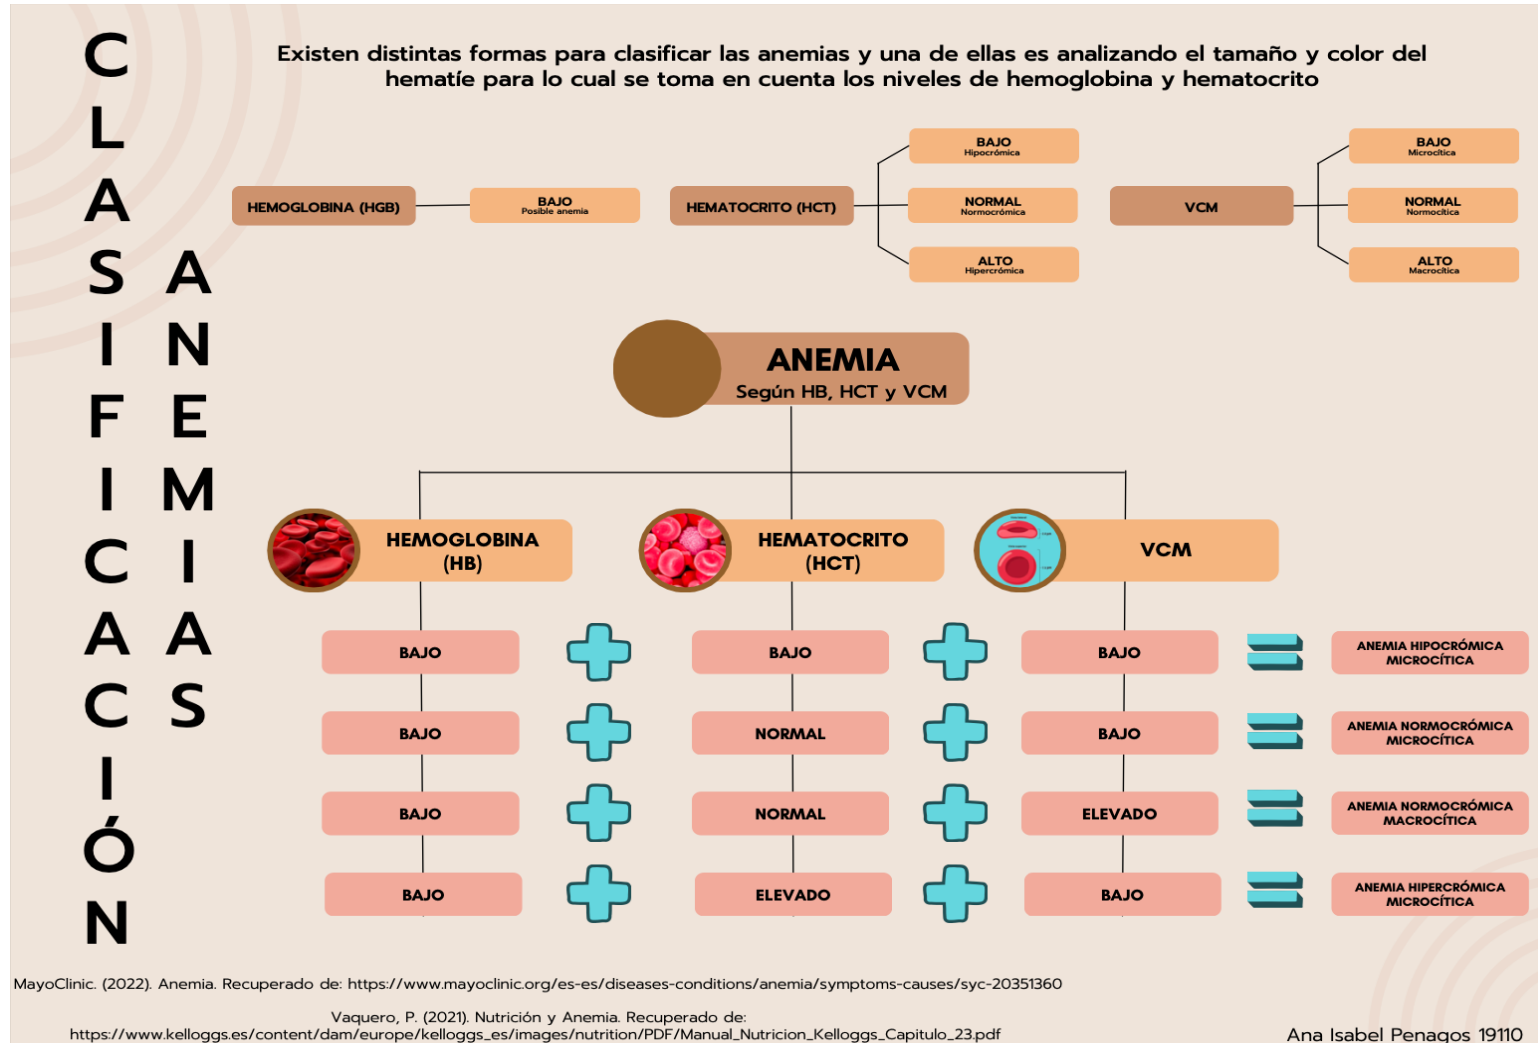 CLASIFICACIÓN
ANEMIAS
Existen distintas formas para clasificar las anemias y una de ellas es analizando el tamaño y color del
hematíe para lo cual se toma en cuenta los niveles de hemoglobina y hematocrito
HEMOGLOBINA (HGB)
BAJO
Posible anemia
HEMATOCRITO (HCT)
BAJO
Hipocrómica
NORMAL
Normocrómica
ALTO
Hipercrómica
VCM
BAJO
Microcítica
NORMAL
Normocítica
ALTO
Macrocítica
ANEMIA
Según HB, HCT y VCM
HEMOGLOBINA
(HB)
HEMATOCRITO
(HCT)
VCM
BAJO
BAJO
BAJO
ANEMIA HIPOCRÓMICA
MICROCÍTICA
BAJO
NORMAL
BAJO
ANEMIA NORMOCRÓMICA
MICROCÍTICA
BAJO
NORMAL
ELEVADO
ANEMIA NORMOCRÓMICA
MACROCÍTICA
BAJO
ELEVADO
BAJO
ANEMIA HIPERCRÓMICA
MICROCÍTICA
MayoClinic. (2022). Anemia. Recuperado de: https://www.mayoclinic.org/es-es/diseases-conditions/anemia/symptoms-causes/syc-20351360
Vaquero, P. (2021). Nutrición y Anemia. Recuperado de:
https://www.kelloggs.es/content/dam/europe/kelloggs_es/images/nutrition/PDF/Manual_Nutricion_Kelloggs_Capitulo_23.pdf
Ana Isabel Penagos 19110